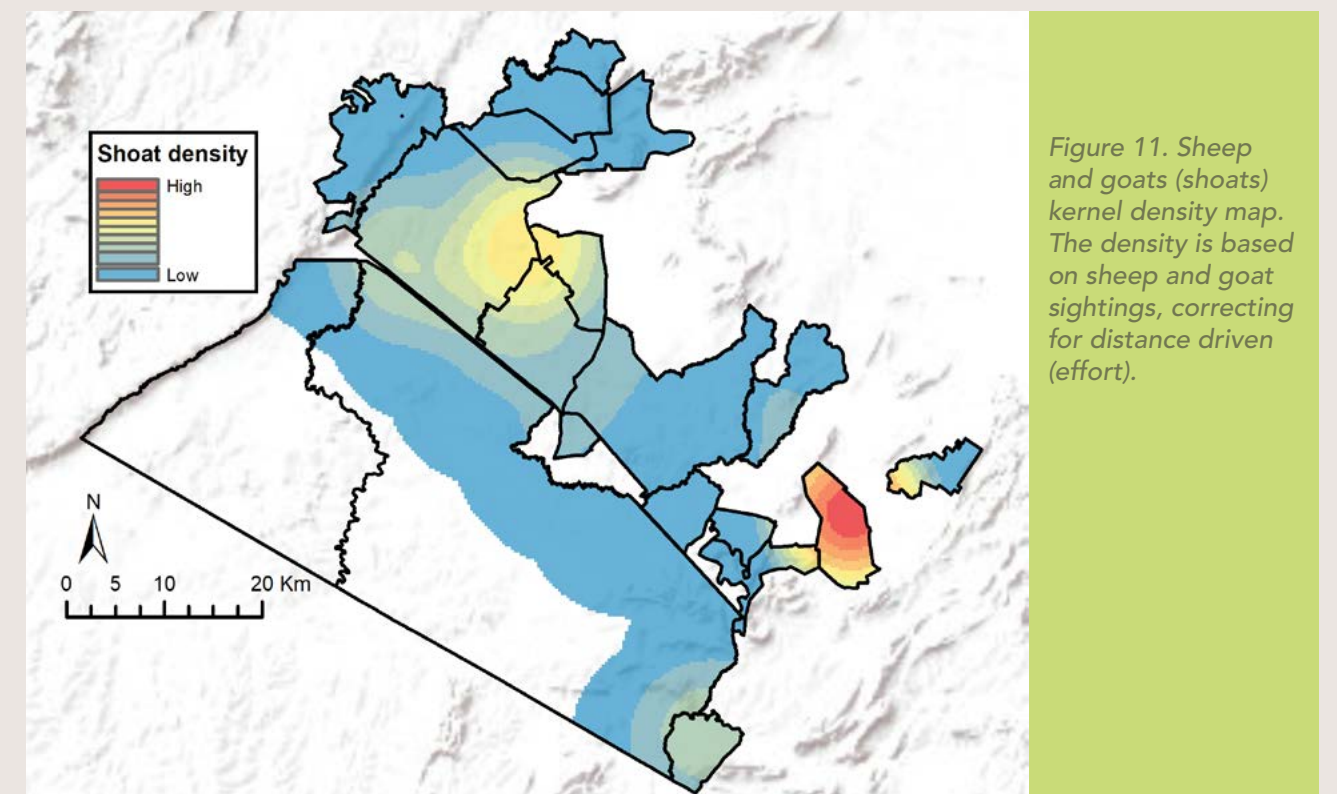 Shoat density
High
Low
N
0 5 10 20 Km
Figure 11. Sheep
and goats (shoats)
kernel density map.
The density is based
on sheep and goat
sightings, correcting
for distance driven
(effort).